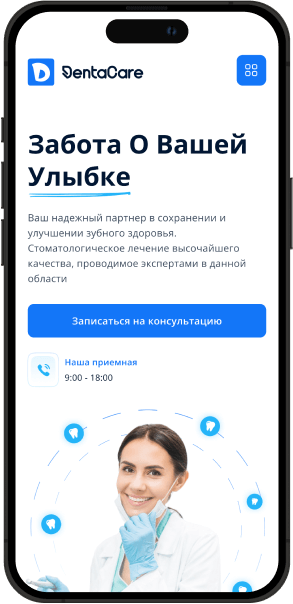 DentaCare
Забота О Вашей
Улыбке
Ваш надежный партнер в сохранении и
улучшении зубного здоровья.
Стоматологическое лечение высочайшего
качества, проводимое экспертами в данной
области
Записаться на консультацию
Наша приемная
9:00 - 18:00